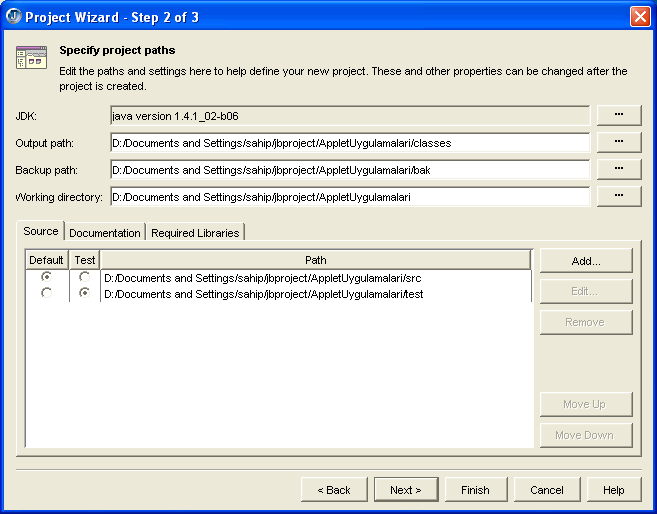 Project Wizard - Step 2 of 3
Specify project paths
Edit the paths and settings here to help define your new project. These and other properties can be changed after the
project is created.
JDK: java version 1.4.1_02-b06 ...
Output path: D:/Documents and Settings/sahip/jbproject/AppletUygulamalari/classes ...
Backup path: D:/Documents and Settings/sahip/jbproject/AppletUygulamalari/bak ...
Working directory: D:/Documents and Settings/sahip/jbproject/AppletUygulamalari ...
Source Documentation Required Libraries
Default Test Path
D:/Documents and Settings/sahip/jbproject/AppletUygulamalari/src
D:/Documents and Settings/sahip/jbproject/AppletUygulamalari/test
Add...
Edit...
Remove
Move Up
Move Down
< Back Next > Finish Cancel Help